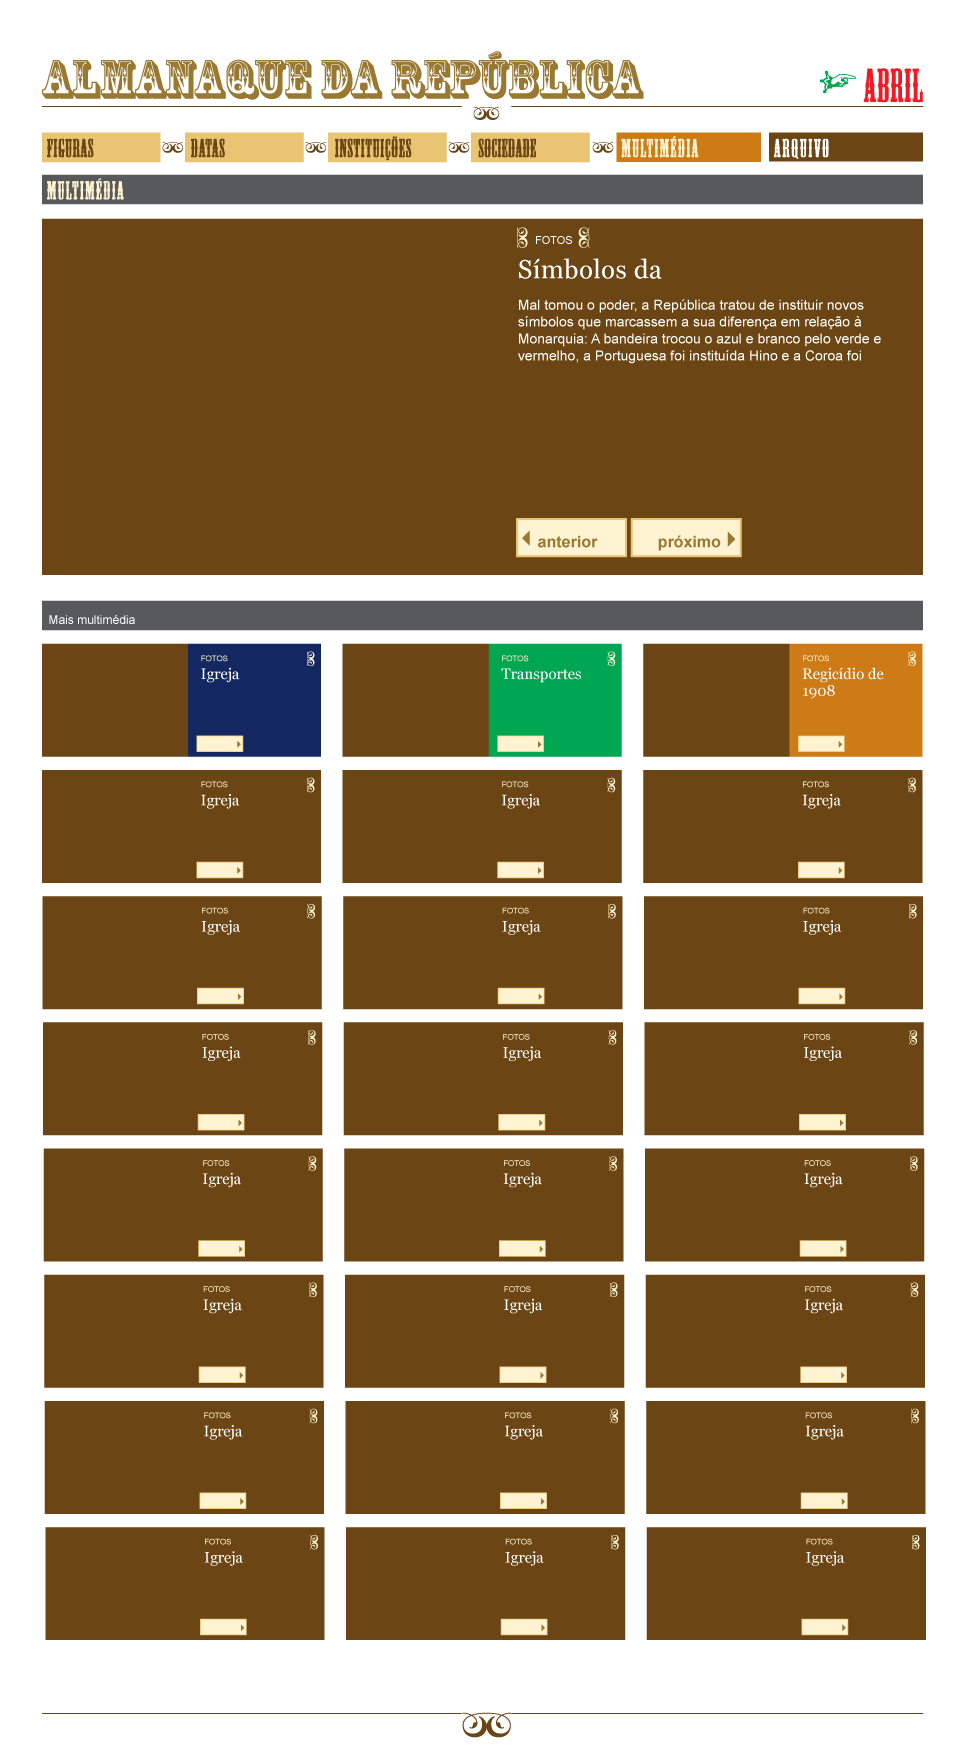 ALMANAQUE DA REPÚBLICA
ABRIL
FIGURAS
DATAS
INSTITUIÇÕES
SOCIEDADE
MULTIMÉDIA
ARQUIVO
MULTIMÉDIA
FOTOS
Símbolos da
Mal tomou o poder, a República tratou de instituir novos
símbolos que marcassem a sua diferença em relação à
Monarquia: A bandeira trocou o azul e branco pelo verde e
vermelho, a Portuguesa foi instituída Hino e a Coroa foi
anterior
próximo
Mais multimédia
FOTOS
Igreja
FOTOS
Transportes
FOTOS
Regicídio de
1908
FOTOS
Igreja
FOTOS
Igreja
FOTOS
Igreja
FOTOS
Igreja
FOTOS
Igreja
FOTOS
Igreja
FOTOS
Igreja
FOTOS
Igreja
FOTOS
Igreja
FOTOS
Igreja
FOTOS
Igreja
FOTOS
Igreja
FOTOS
Igreja
FOTOS
Igreja
FOTOS
Igreja
FOTOS
Igreja
FOTOS
Igreja
FOTOS
Igreja
FOTOS
Igreja
FOTOS
Igreja
FOTOS
Igreja